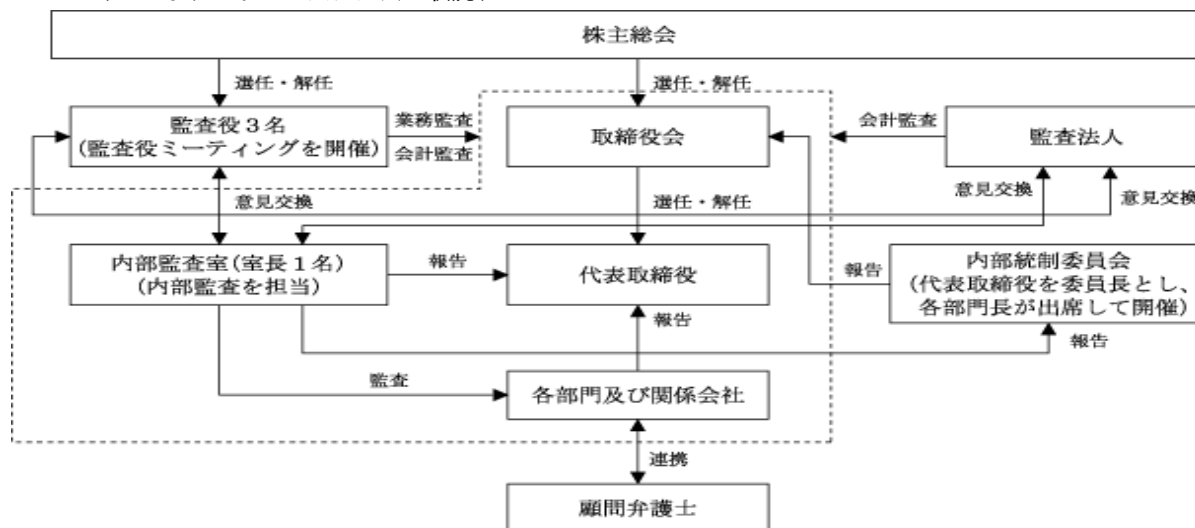 株主総会
選任・解任
選任・解任
監査役３名
(監査役ミーティングを開催)
業務監査
会計監査
取締役会
会計監査
監査法人
意見交換
選任・解任
意見交換
意見交換
内部監査室(室長１名)
(内部監査を担当)
報告
代表取締役
報告
内部統制委員会
(代表取締役を委員長とし、
各部門長が出席して開催)
報告
報告
監査
各部門及び関係会社
連携
顧問弁護士